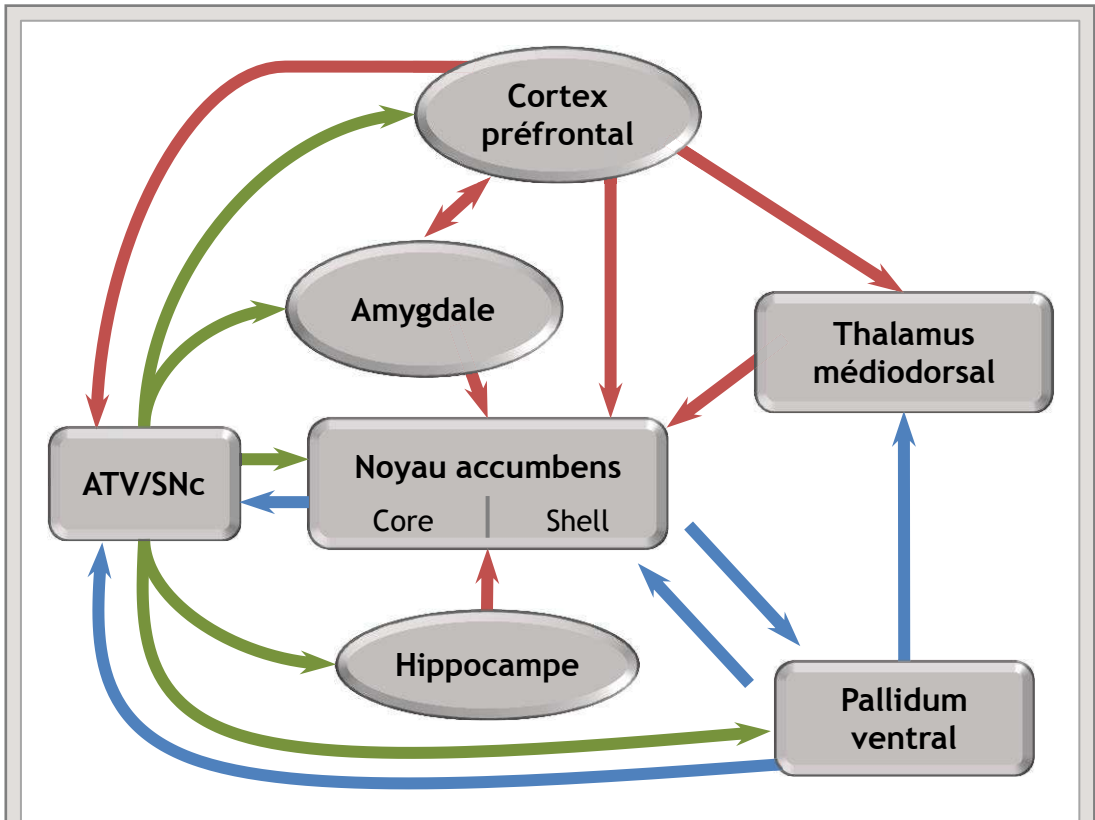 Cortex
préfrontal
Amygdale
Thalamus
médiodorsal
ATV/SNc
Noyau accumbens
Core | Shell
Hippocampe
Pallidum
ventral